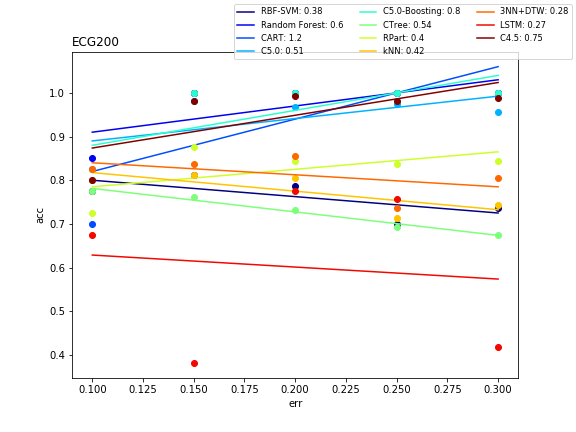 RBF-SVM: 0.38
Random Forest: 0.6
CART: 1.2
C5.0: 0.51
C5.0-Boosting: 0.8
CTree: 0.54
RPart: 0.4
kNN: 0.42
3NN+DTW: 0.28
LSTM: 0.27
C4.5: 0.75
ECG200
1.0
0.9
0.8
0.7
0.6
0.5
0.4
acc
0.100 0.125 0.150 0.175 0.200 0.225 0.250 0.275 0.300
err